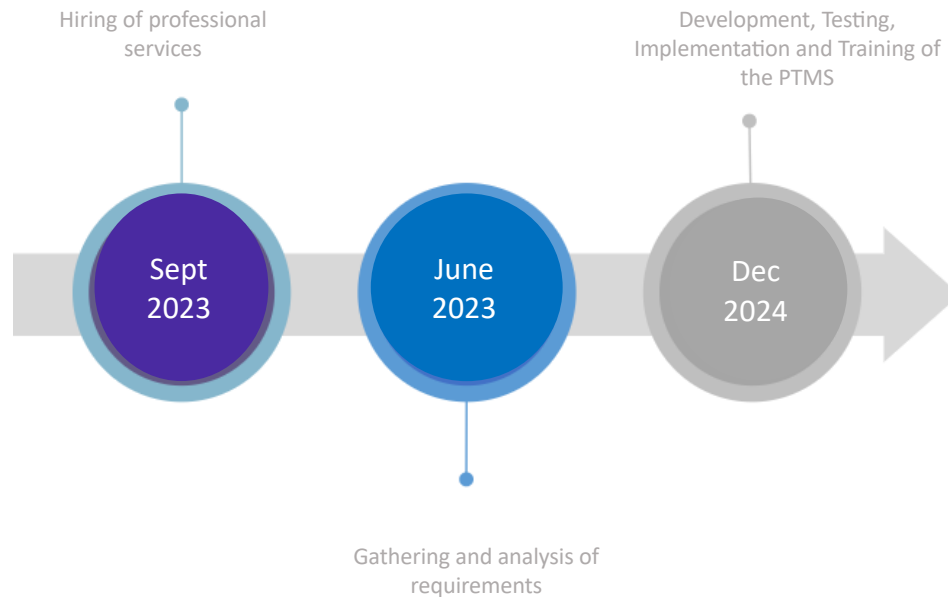 Hiring of professional
services
Development, Testing,
Implementation and Training of
the PTMS
Sept
2023
June
2023
Dec
2024
Gathering and analysis of
requirements